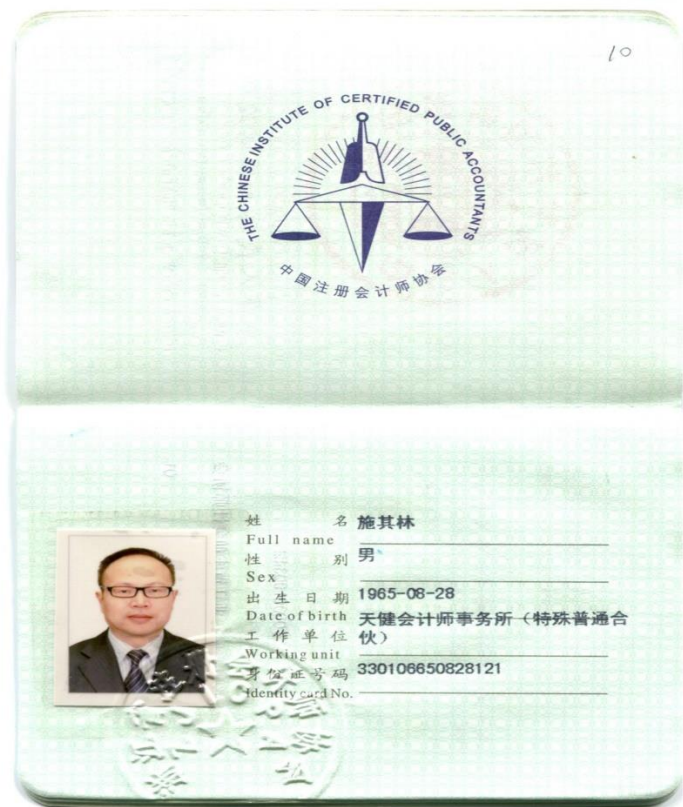 10
THE CHINESE INSTITUTE OF CERTIFIED PUBLIC ACCOUNTANTS
中国注册会计师协会
姓 名 施其林
Full name
性 别 男
Sex
出生日期 1965-08-28
Date of birth 天健会计师事务所（特殊普通合
工作单位 伙）
Working unit
身份证号码 330106650828121
Identity card No.